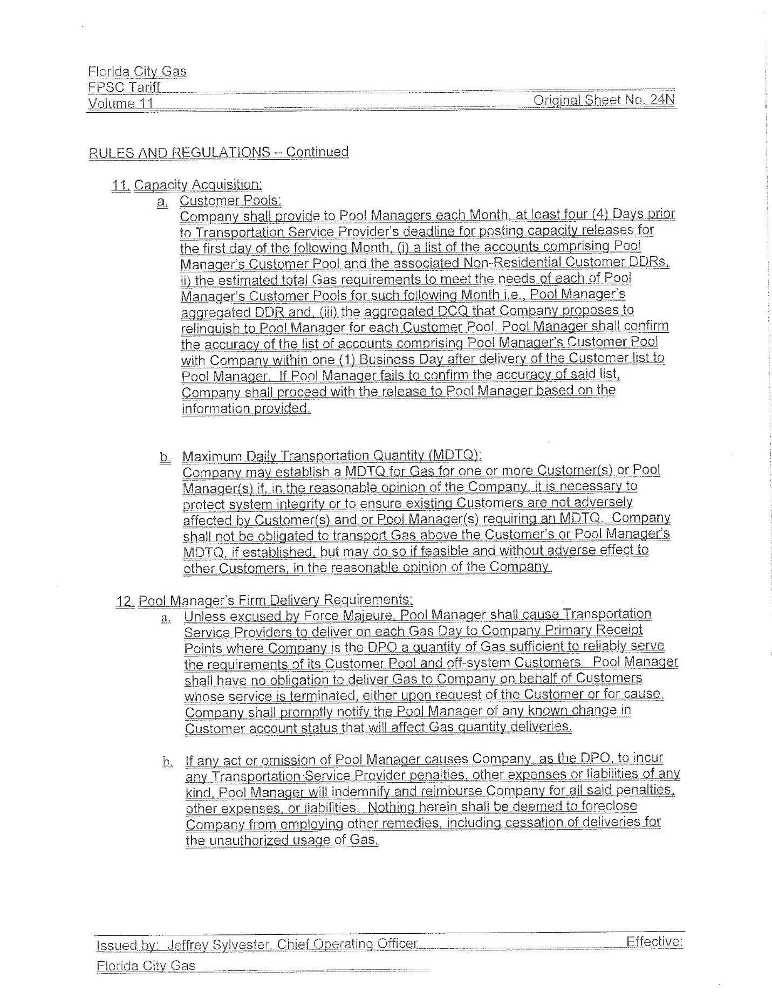 Florida City Gas
FPSC Tariff
Volume 11 Original Sheet No. 24N
RULES AND REGULATIONS – Continued
11. Capacity Acquisition:
a. Customer Pools:
Company shall provide to Pool Managers each Month, at least four (4) Days prior
to Transportation Service Provider's deadline for posting capacity releases for
the first day of the following Month, (i) a list of the accounts comprising Pool
Manager's Customer Pool and the associated Non-Residential Customer DDRs,
ii) the estimated total Gas requirements to meet the needs of each of Pool
Manager's Customer Pools for such following Month i.e., Pool Manager's
aggregated DDR and, (iii) the aggregated DCQ that Company proposes to
relinquish to Pool Manager for each Customer Pool. Pool Manager shall confirm
the accuracy of the list of accounts comprising Pool Manager's Customer Pool
with Company within one (1) Business Day after delivery of the Customer list to
Pool Manager. If Pool Manager fails to confirm the accuracy of said list,
Company shall proceed with the release to Pool Manager based on the
information provided.
b. Maximum Daily Transportation Quantity (MDTQ):
Company may establish a MDTQ for Gas for one or more Customer(s) or Pool
Manager(s) if, in the reasonable opinion of the Company, it is necessary to
protect system integrity or to ensure existing Customers are not adversely
affected by Customer(s) and or Pool Manager(s) requiring an MDTQ. Company
shall not be obligated to transport Gas above the Customer's or Pool Manager's
MDTQ, if established, but may do so if feasible and without adverse effect to
other Customers, in the reasonable opinion of the Company.
12. Pool Manager's Firm Delivery Requirements:
a. Unless excused by Force Majeure, Pool Manager shall cause Transportation
Service Providers to deliver on each Gas Day to Company Primary Receipt
Points where Company is the DPO a quantity of Gas sufficient to reliably serve
the requirements of its Customer Pool and off-system Customers. Pool Manager
shall have no obligation to deliver Gas to Company on behalf of Customers
whose service is terminated, either upon request of the Customer or for cause.
Company shall promptly notify the Pool Manager of any known change in
Customer account status that will affect Gas quantity deliveries.
b. If any act or omission of Pool Manager causes Company, as the DPO, to incur
any Transportation Service Provider penalties, other expenses or liabilities of any
kind, Pool Manager will indemnify and reimburse Company for all said penalties,
other expenses, or liabilities. Nothing herein shall be deemed to foreclose
Company from employing other remedies, including cessation of deliveries for
the unauthorized usage of Gas.
Issued by: Jeffrey Sylvester, Chief Operating Officer Effective:
Florida City Gas